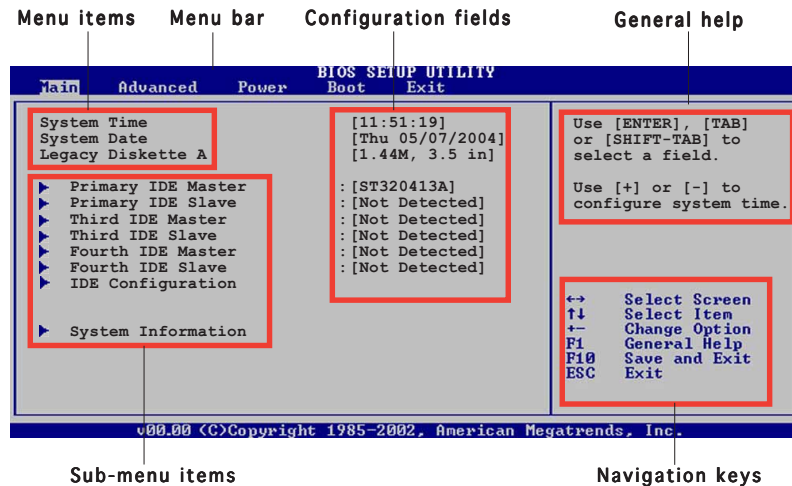 Menu items Menu bar Configuration fields General help
BIOS SETUP UTILITY
Main Advanced Power Boot Exit
System Time [11:51:19]
System Date [Thu 05/07/2004]
Legacy Diskette A [1.44M, 3.5 in]
Primary IDE Master :[ST320413A]
Primary IDE Slave :[Not Detected]
Third IDE Master :[Not Detected]
Third IDE Slave :[Not Detected]
Fourth IDE Master :[Not Detected]
Fourth IDE Slave :[Not Detected]
IDE Configuration
System Information
Use [ENTER], [TAB]
or [SHIFT-TAB] to
select a field.
Use [+] or [-] to
configure system time.
↔ Select Screen
↑↓ Select Item
+- Change Option
F1 General Help
F10 Save and Exit
ESC Exit
v00.00 (C)Copyright 1985-2002, American Megatrends, Inc.
Sub-menu items Navigation keys